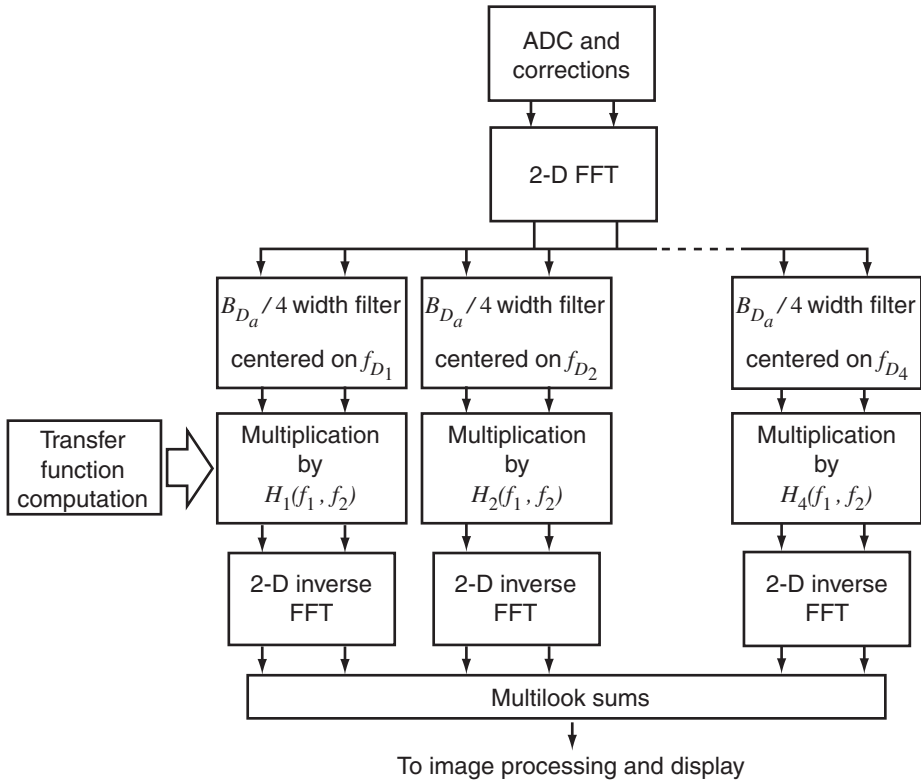 ADC and
corrections
2-D FFT
B_{D_a} / 4 width filter
centered on f_{D_1}
B_{D_a} / 4 width filter
centered on f_{D_2}
B_{D_a} / 4 width filter
centered on f_{D_4}
Transfer
function
computation
Multiplication
by
H_1(f_1, f_2)
Multiplication
by
H_2(f_1, f_2)
Multiplication
by
H_4(f_1, f_2)
2-D inverse
FFT
2-D inverse
FFT
2-D inverse
FFT
Multilook sums
To image processing and display